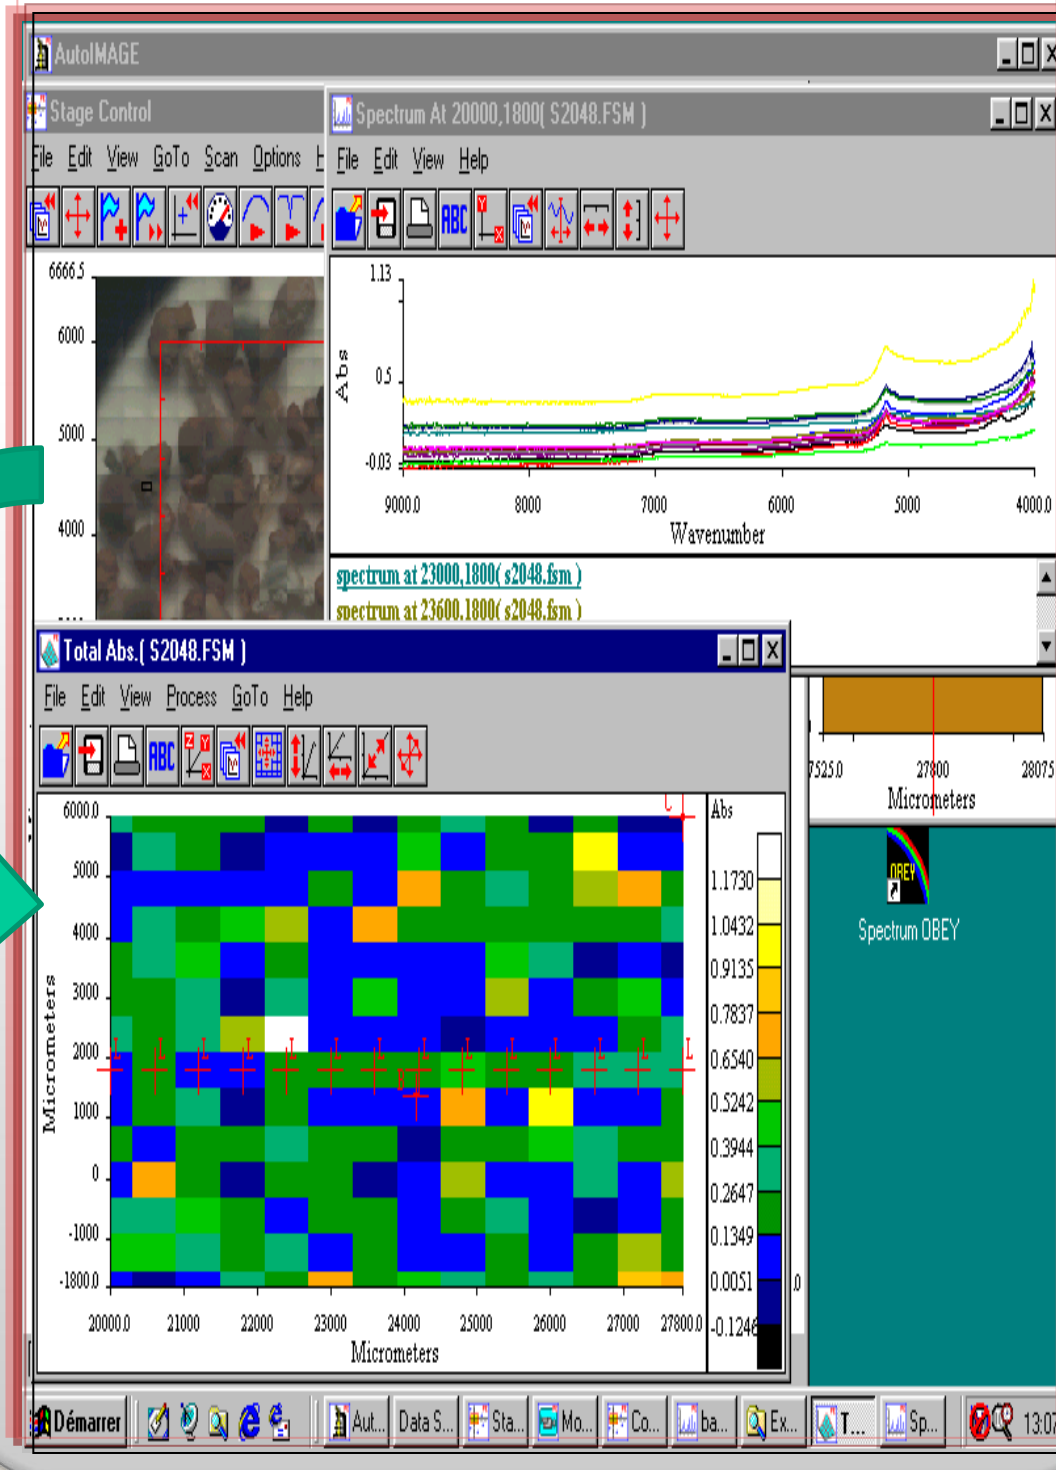 AutoIMAGE
Stage Control
File Edit View GoTo Scan Options H
6666.5
6000
5000
4000
Spectrum At 20000,1800( S2048.FSM )
File Edit View Help
ABC Y X
1.13
0.5
-0.03
Abs
9000.0 8000 7000 6000 5000 4000.0
Wavenumber
spectrum at 23000,1800( s2048.fsm )
spectrum at 23600,1800( s2048.fsm )
Total Abs.( S2048.FSM )
File Edit View Process GoTo Help
ABC Z Y X
6000.0
5000
4000
3000
2000
1000
0
-1000
-1800.0
Micrometers
20000.0 21000 22000 23000 24000 25000 26000 27000 27800.0
Micrometers
L L L L L L L L L L L L L L
Abs
1.1730
1.0432
0.9135
0.7837
0.6540
0.5242
0.3944
0.2647
0.1349
0.0051
-0.1246
7525.0 27800 28075
Micrometers
.0
OBEY
Spectrum OBEY
Démarrer Aut... Data S... Sta... Mo... Co... ba... Ex... T... Sp... 13:07